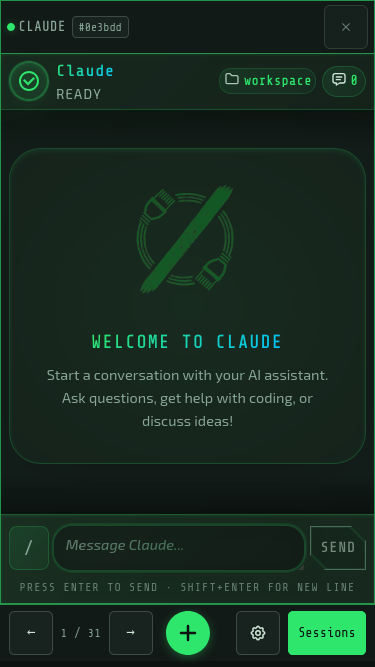 CLAUDE #0e3bdd ×
Claude
READY
workspace 0
WELCOME TO CLAUDE
Start a conversation with your AI assistant.
Ask questions, get help with coding, or
discuss ideas!
/ Message Claude... SEND
PRESS ENTER TO SEND · SHIFT+ENTER FOR NEW LINE
← 1 / 31 → + Sessions